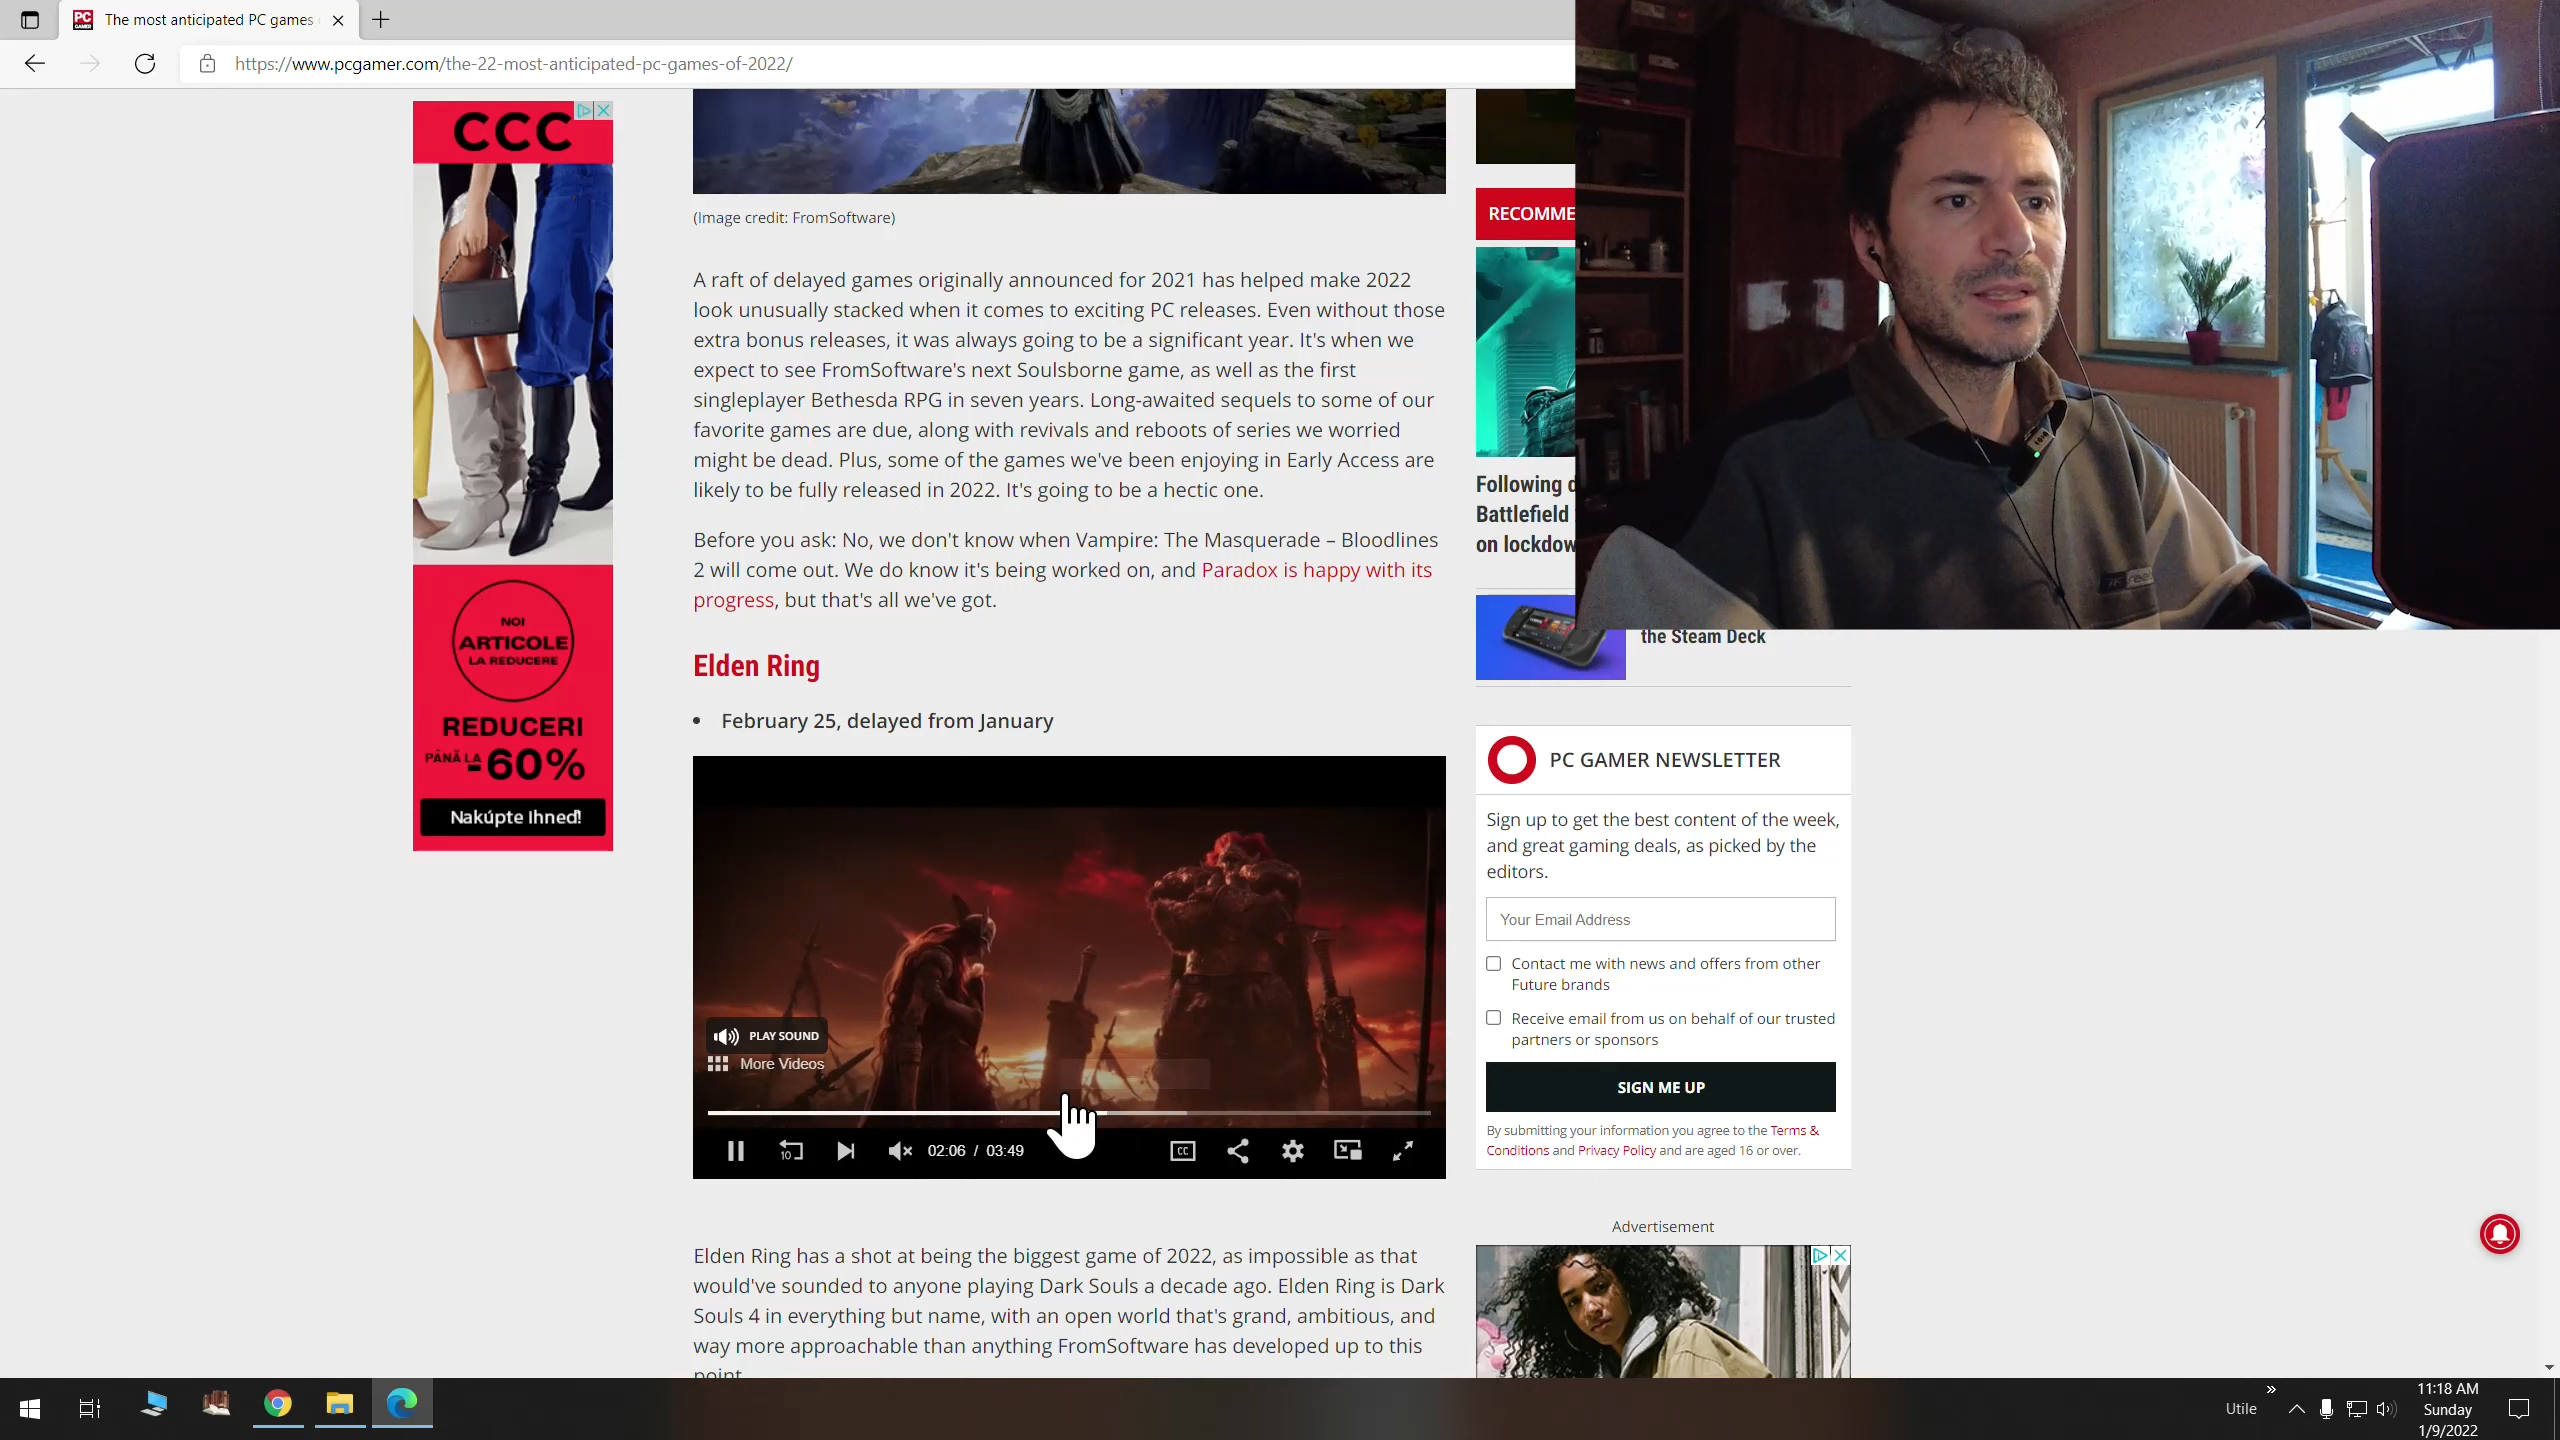 The most anticipated PC games
https://www.pcgamer.com/the-22-most-anticipated-pc-games-of-2022/
CCC
NOI
ARTICOLE
LA REDUCERE
REDUCERI
PÂNĂ LA -60%
Nakúpte ihned!
(Image credit: FromSoftware)
A raft of delayed games originally announced for 2021 has helped make 2022
look unusually stacked when it comes to exciting PC releases. Even without those
extra bonus releases, it was always going to be a significant year. It's when we
expect to see FromSoftware's next Soulsborne game, as well as the first
singleplayer Bethesda RPG in seven years. Long-awaited sequels to some of our
favorite games are due, along with revivals and reboots of series we worried
might be dead. Plus, some of the games we've been enjoying in Early Access are
likely to be fully released in 2022. It's going to be a hectic one.
Before you ask: No, we don't know when Vampire: The Masquerade – Bloodlines
2 will come out. We do know it's being worked on, and Paradox is happy with its
progress, but that's all we've got.
Elden Ring
• February 25, delayed from January
PLAY SOUND
More Videos
10
02:06 / 03:49
CC
Elden Ring has a shot at being the biggest game of 2022, as impossible as that
would've sounded to anyone playing Dark Souls a decade ago. Elden Ring is Dark
Souls 4 in everything but name, with an open world that's grand, ambitious, and
way more approachable than anything FromSoftware has developed up to this
point
RECOMME
Following
Battlefield
on lockdow
the Steam Deck
PC GAMER NEWSLETTER
Sign up to get the best content of the week,
and great gaming deals, as picked by the
editors.
Your Email Address
Contact me with news and offers from other
Future brands
Receive email from us on behalf of our trusted
partners or sponsors
SIGN ME UP
By submitting your information you agree to the Terms &
Conditions and Privacy Policy and are aged 16 or over.
Advertisement
Utile
11:18 AM
Sunday
1/9/2022